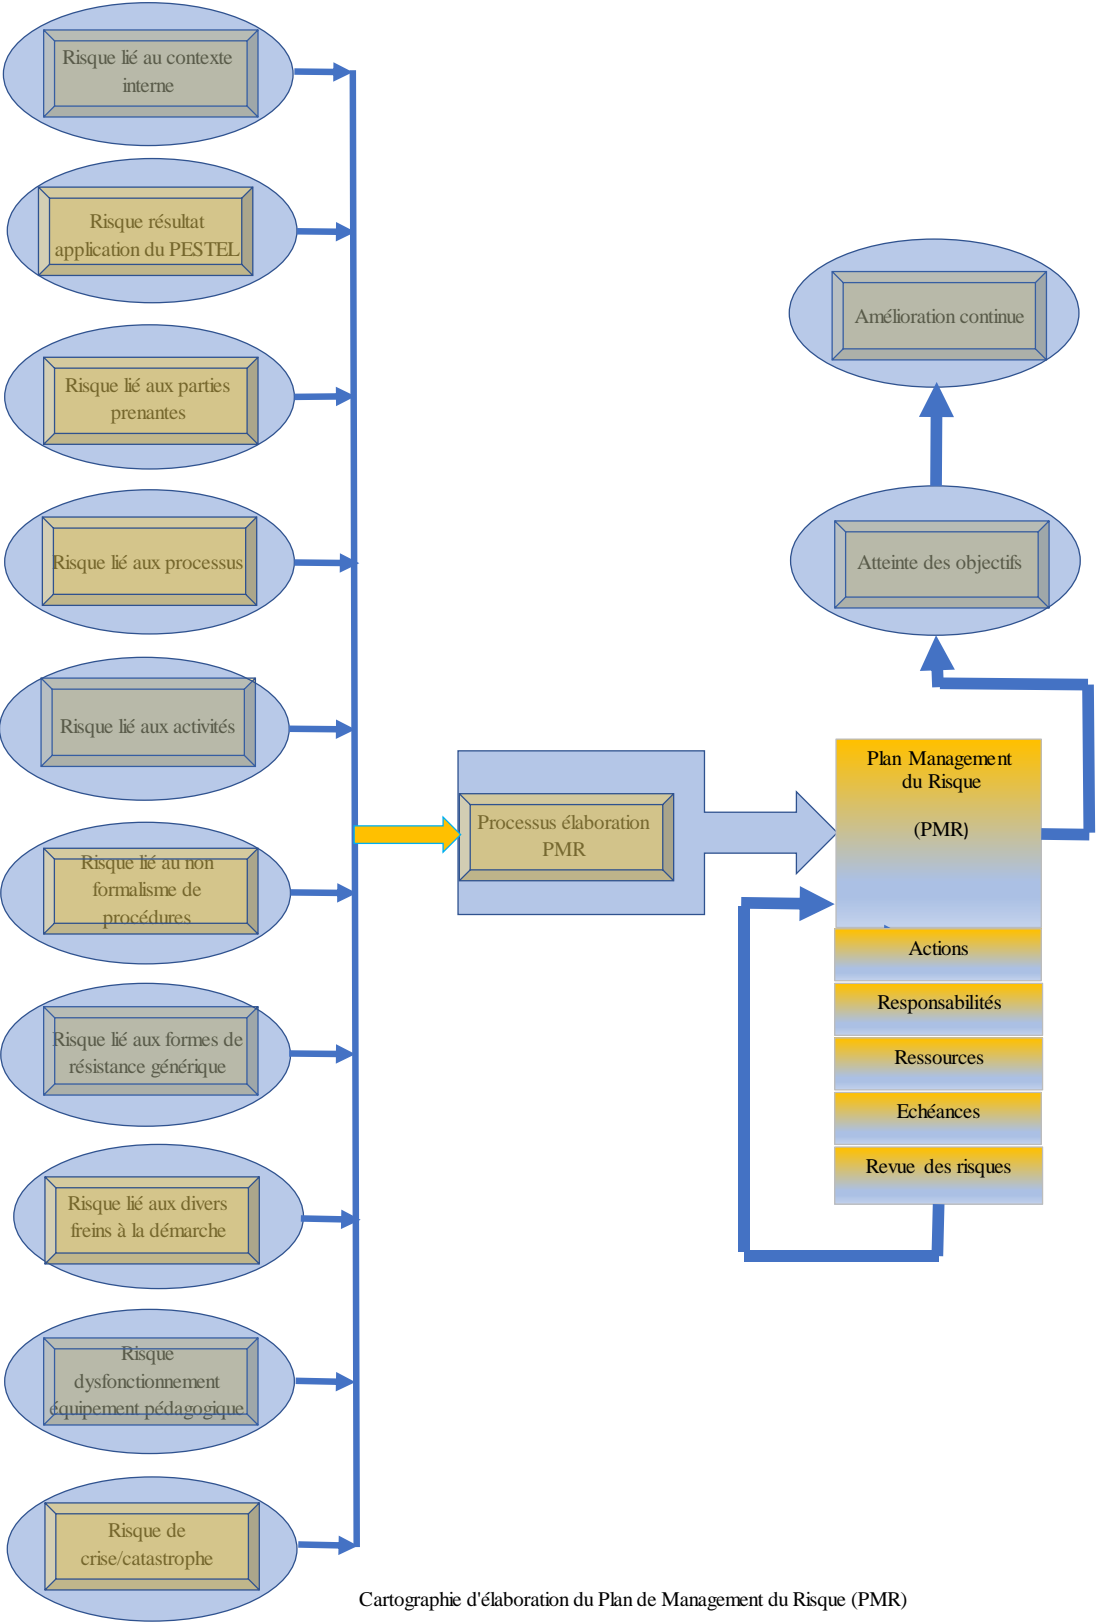 Risque lié au contexte
interne
Risque résultat
application du PESTEL
Risque lié aux parties
prenantes
Risque lié aux processus
Risque lié aux activités
Risque lié au non
formalisme de
procédures
Risque lié aux formes de
résistance générique
Risque lié aux divers
freins à la démarche
Risque
dysfonctionnement
équipement pédagogique
Risque de
crise/catastrophe
Processus élaboration
PMR
Amélioration continue
Atteinte des objectifs
Plan Management
du Risque
(PMR)
Actions
Responsabilités
Ressources
Echéances
Revue des risques
Cartographie d'élaboration du Plan de Management du Risque (PMR)